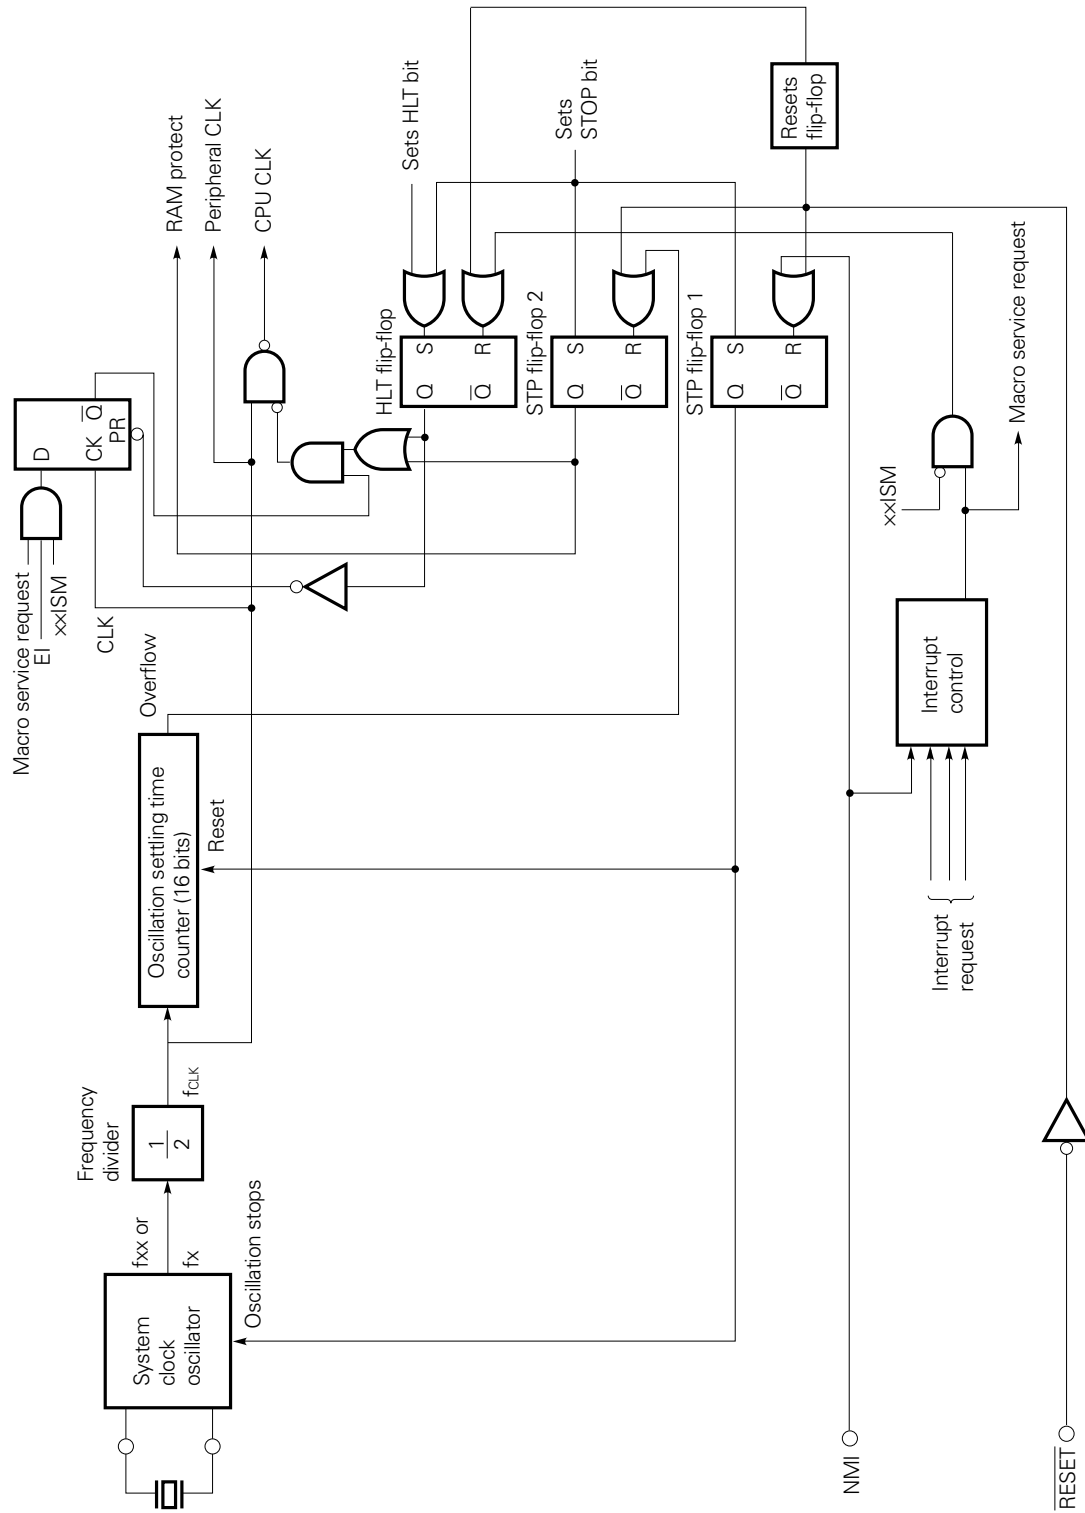 System
clock
oscillator
fxx or
fx
Oscillation stops
Frequency
divider
1
2
fCLK
Oscillation settling time
counter (16 bits)
Reset
Overflow
Macro service request
EI
xxISM
CLK
D
CK
Q
PR
RAM protect
Peripheral CLK
CPU CLK
Sets HLT bit
HLT flip-flop
Q
S
Q
R
Sets
STOP bit
STP flip-flop 2
Q
S
Q
R
STP flip-flop 1
Q
S
Q
R
Resets
flip-flop
xxISM
Macro service request
Interrupt
control
Interrupt
request
NMI
RESET